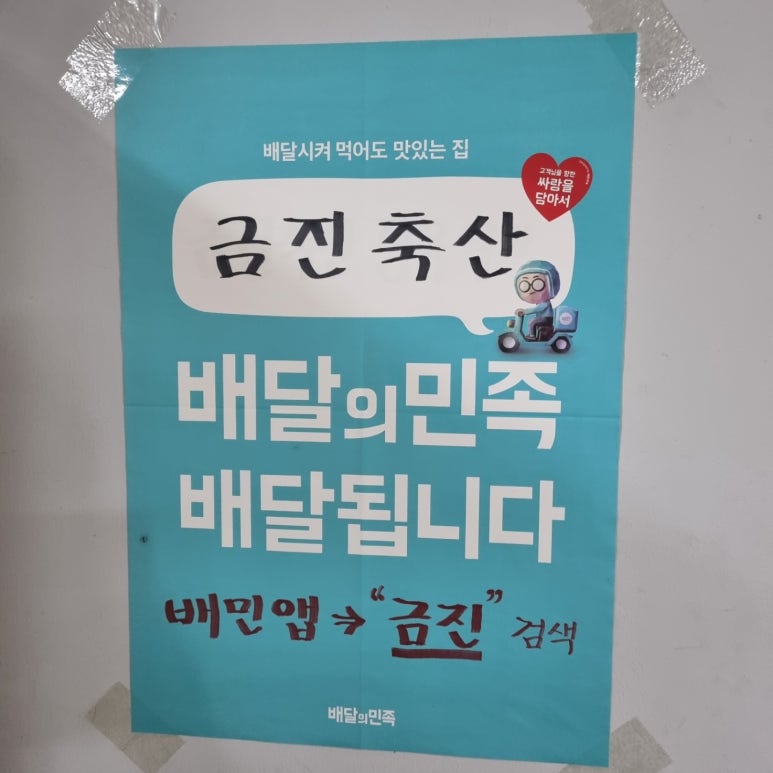 배달시켜 먹어도 맛있는 집
고객님을 향한
싸랑을
담아서
금진축산
배달의민족
배달됩니다
배민앱 → “금진” 검색
배달의민족